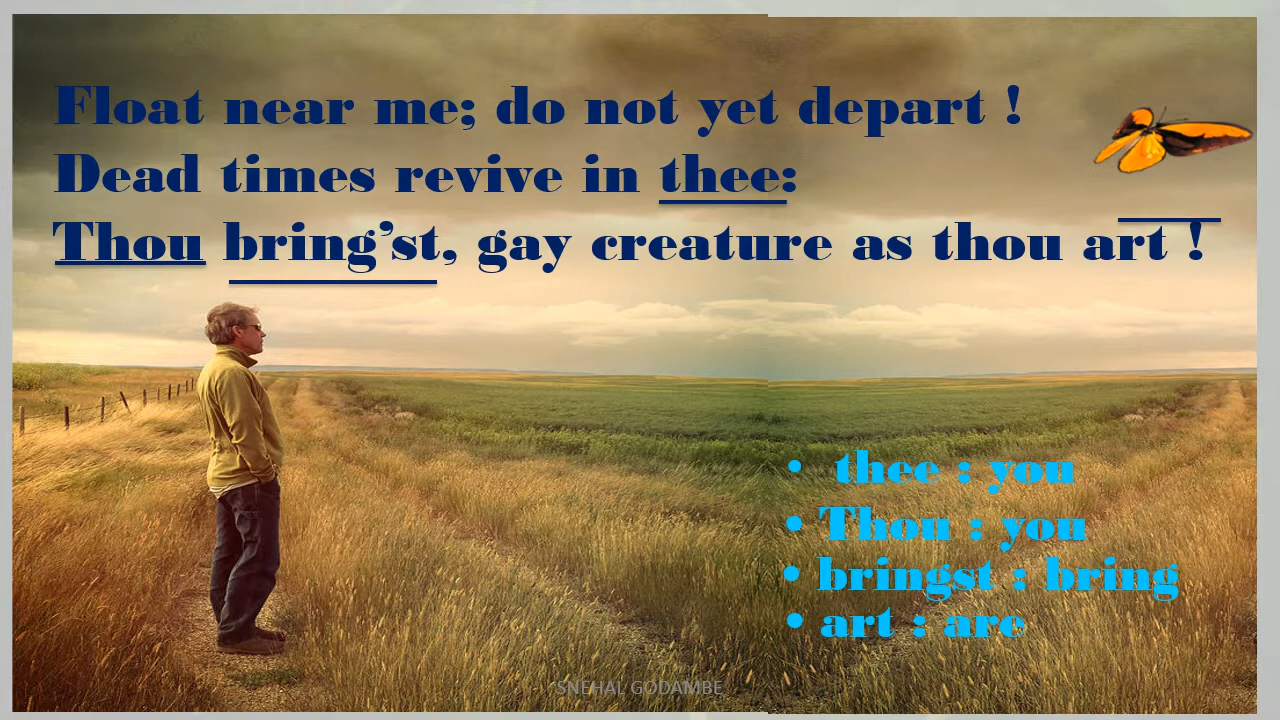 Float near me; do not yet depart !
Dead times revive in thee:
Thou bring’st, gay creature as thou art !
• thee : you
• Thou : you
• bringst : bring
• art : are
SNEHAL GODAMBE